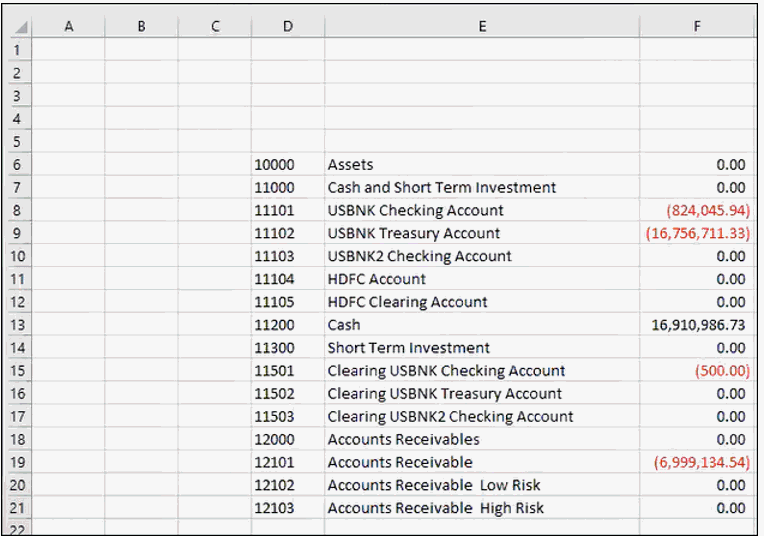 A B C D E F
1
2
3
4
5
6 10000 Assets 0.00
7 11000 Cash and Short Term Investment 0.00
8 11101 USBNK Checking Account (824,045.94)
9 11102 USBNK Treasury Account (16,756,711.33)
10 11103 USBNK2 Checking Account 0.00
11 11104 HDFC Account 0.00
12 11105 HDFC Clearing Account 0.00
13 11200 Cash 16,910,986.73
14 11300 Short Term Investment 0.00
15 11501 Clearing USBNK Checking Account (500.00)
16 11502 Clearing USBNK Treasury Account 0.00
17 11503 Clearing USBNK2 Checking Account 0.00
18 12000 Accounts Receivables 0.00
19 12101 Accounts Receivable (6,999,134.54)
20 12102 Accounts Receivable  Low Risk 0.00
21 12103 Accounts Receivable  High Risk 0.00
22